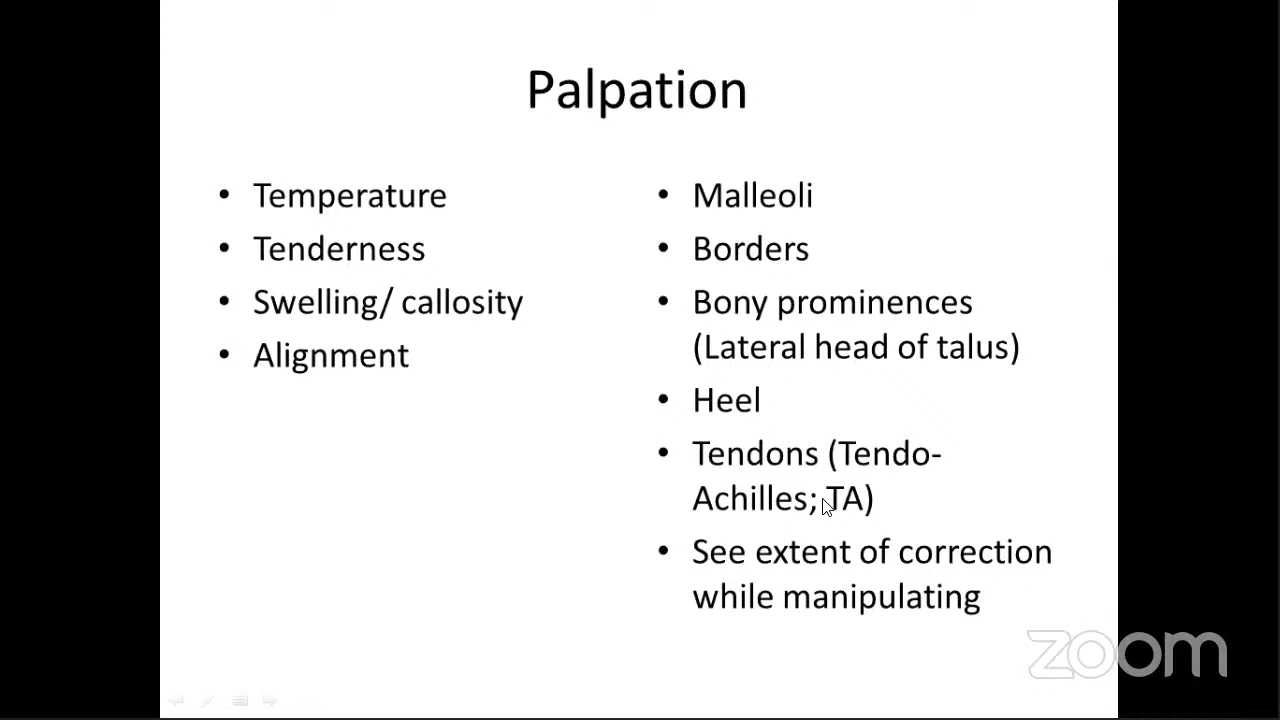 Palpation
• Temperature
• Tenderness
• Swelling/ callosity
• Alignment
• Malleoli
• Borders
• Bony prominences
(Lateral head of talus)
• Heel
• Tendons (Tendo-
Achilles; TA)
• See extent of correction
while manipulating
zoom